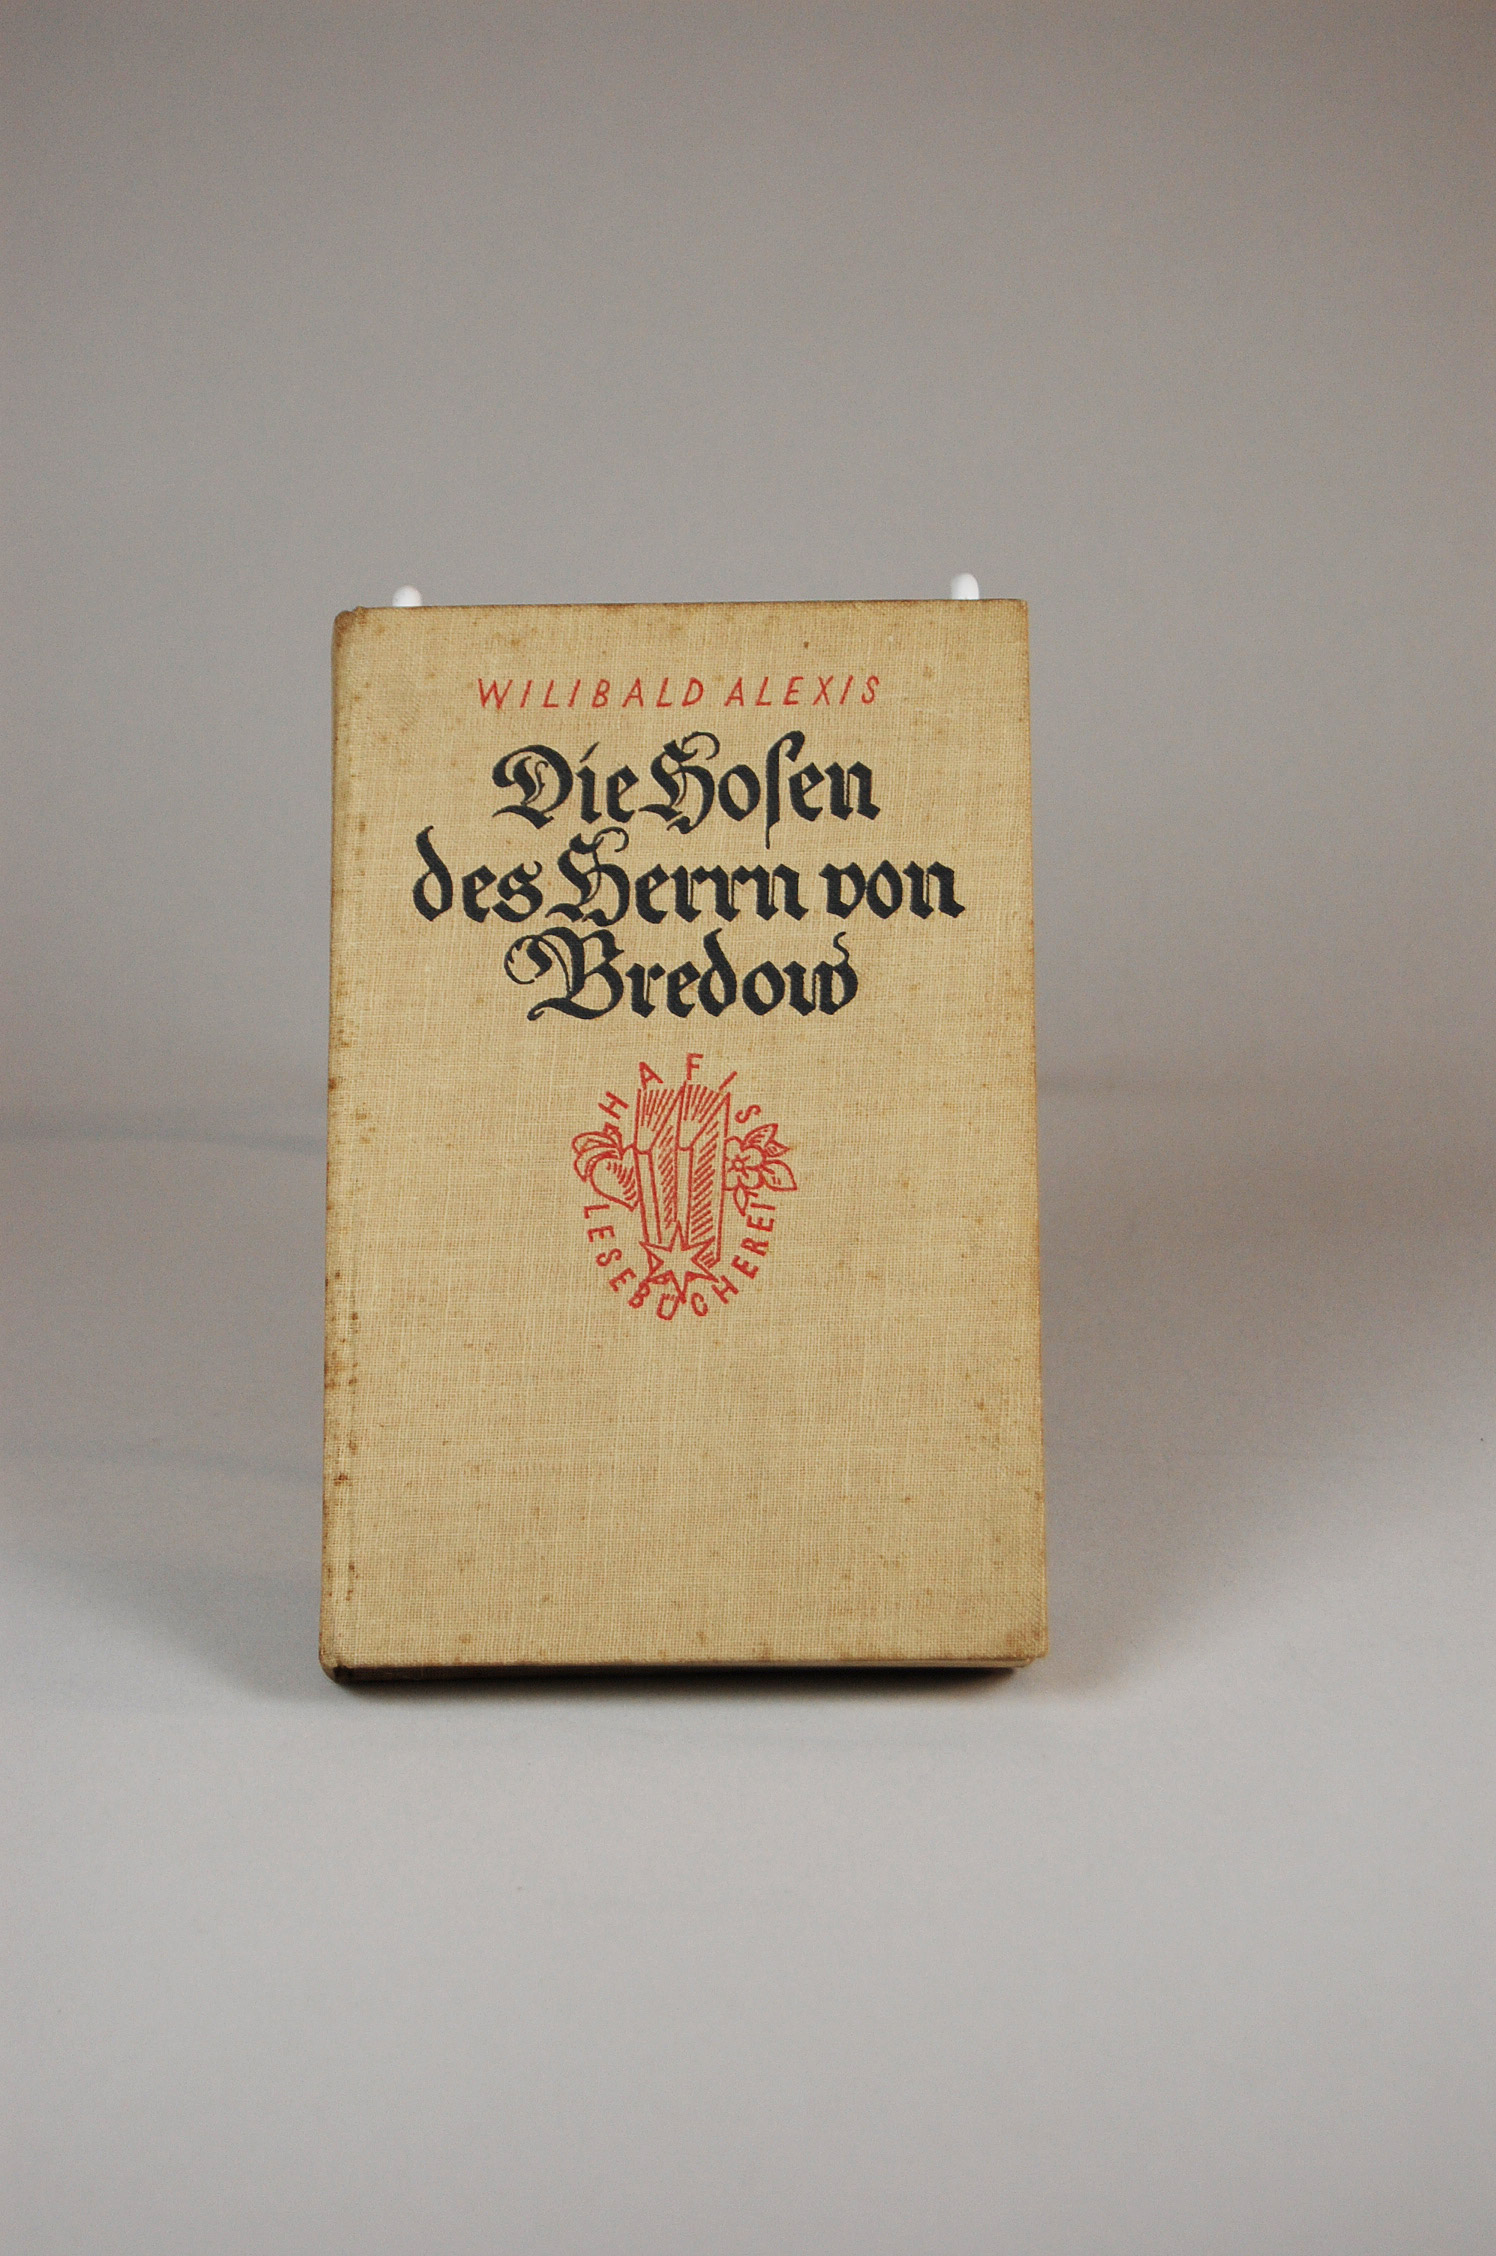 WILIBALD ALEXIS
Die Hoſen
des Herrn von
Bredow
HAFIS
LESEBÜCHEREI